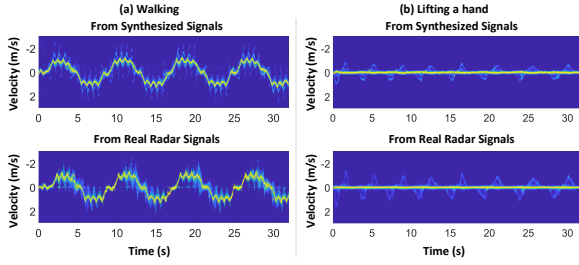 (a) Walking
From Synthesized Signals
Velocity (m/s)
-2
0
2
0 5 10 15 20 25 30
From Real Radar Signals
Velocity (m/s)
-2
0
2
0 5 10 15 20 25 30
Time (s)
(b) Lifting a hand
From Synthesized Signals
Velocity (m/s)
-2
0
2
0 5 10 15 20 25 30
From Real Radar Signals
Velocity (m/s)
-2
0
2
0 5 10 15 20 25 30
Time (s)